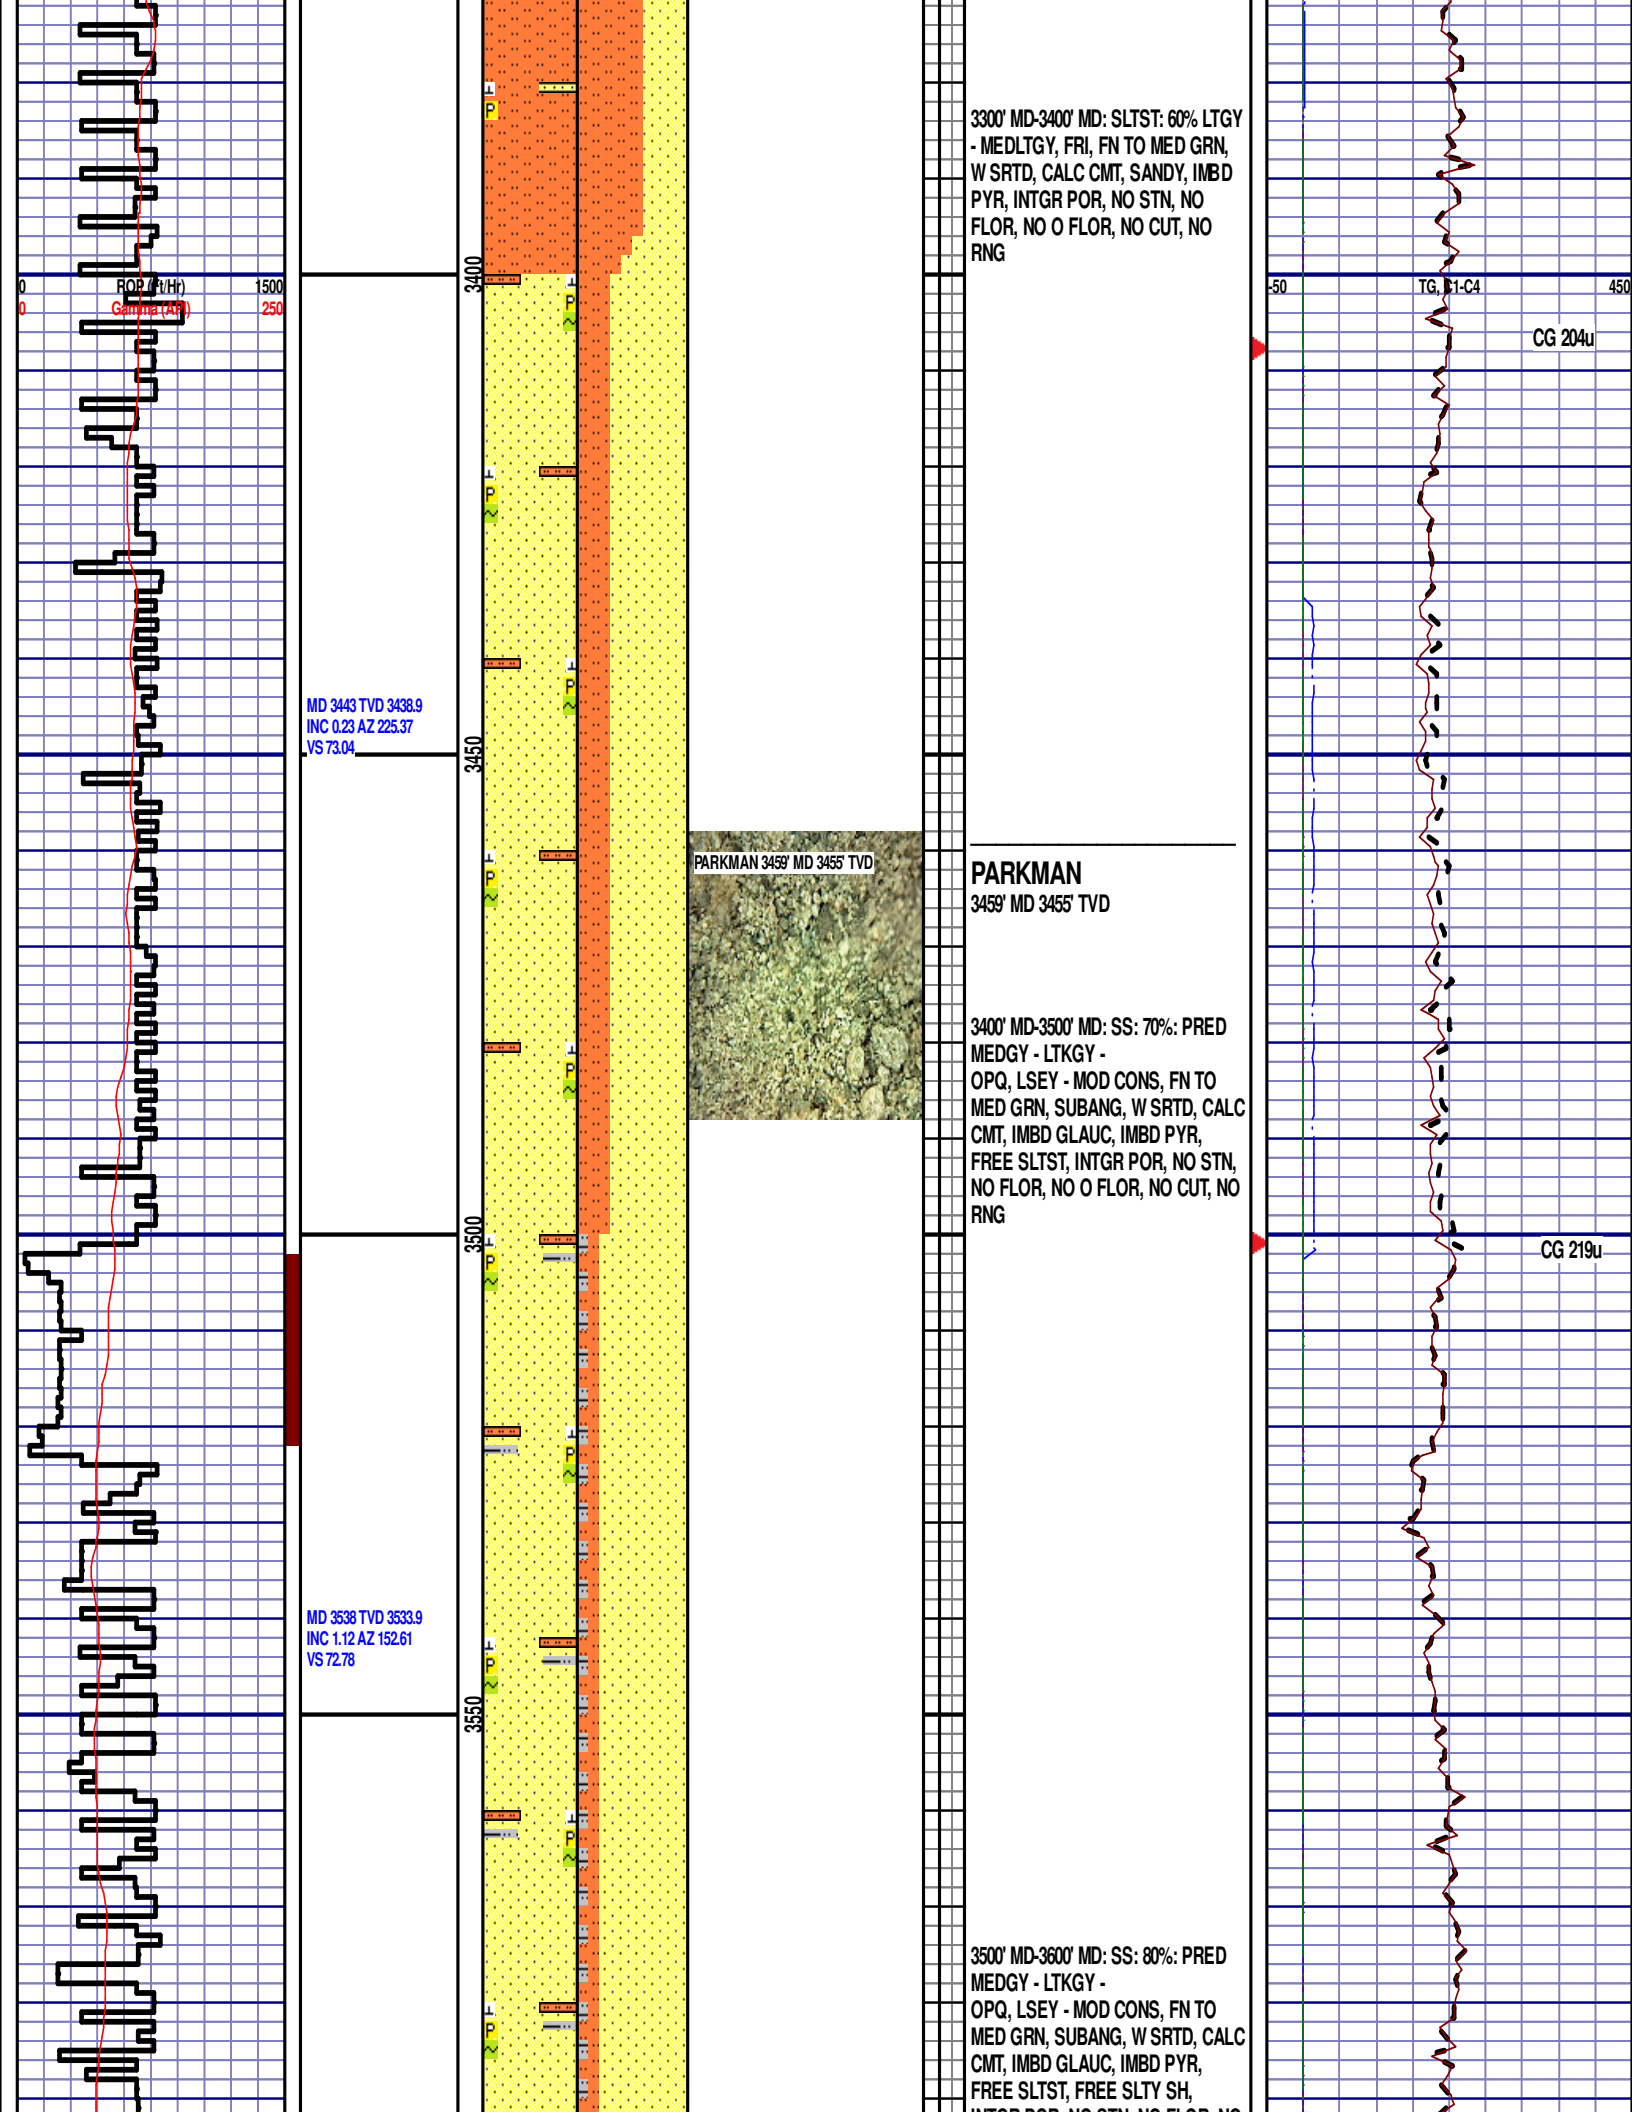 3300' MD-3400' MD: SLTST: 60% LTGY
- MEDLTGY, FRI, FN TO MED GRN,
W SRTD, CALC CMT, SANDY, IMBD
PYR, INTGR POR, NO STN, NO
FLOR, NO O FLOR, NO CUT, NO
RNG
0 ROP (Ft/Hr) 1500
0 Gamma (API) 250
3400
-50 TG, C1-C4 450
CG 204u
MD 3443 TVD 3438.9
INC 0.23 AZ 225.37
VS 73.04
3450
PARKMAN 3459' MD 3455' TVD
PARKMAN
3459' MD 3455' TVD
3400' MD-3500' MD: SS: 70%: PRED
MEDGY - LTKGY -
OPQ, LSEY - MOD CONS, FN TO
MED GRN, SUBANG, W SRTD, CALC
CMT, IMBD GLAUC, IMBD PYR,
FREE SLTST, INTGR POR, NO STN,
NO FLOR, NO O FLOR, NO CUT, NO
RNG
3500
CG 219u
MD 3538 TVD 3533.9
INC 1.12 AZ 152.61
VS 72.78
3550
3500' MD-3600' MD: SS: 80%: PRED
MEDGY - LTKGY -
OPQ, LSEY - MOD CONS, FN TO
MED GRN, SUBANG, W SRTD, CALC
CMT, IMBD GLAUC, IMBD PYR,
FREE SLTST, FREE SLTY SH,
INTGR POR, NO STN, NO FLOR, NO
P
P
P
P
P
P
P
P
P
P
P